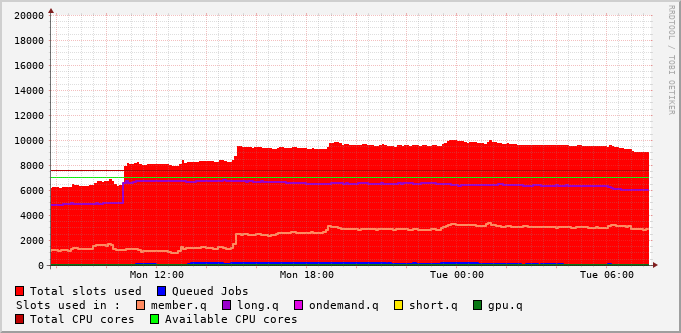 20000
18000
16000
14000
12000
10000
8000
6000
4000
2000
0
Mon 12:00 Mon 18:00 Tue 00:00 Tue 06:00
RRDTOOL / TOBI OETIKER
Total slots used Queued Jobs
Slots used in : member.q long.q ondemand.q short.q gpu.q
Total CPU cores Available CPU cores